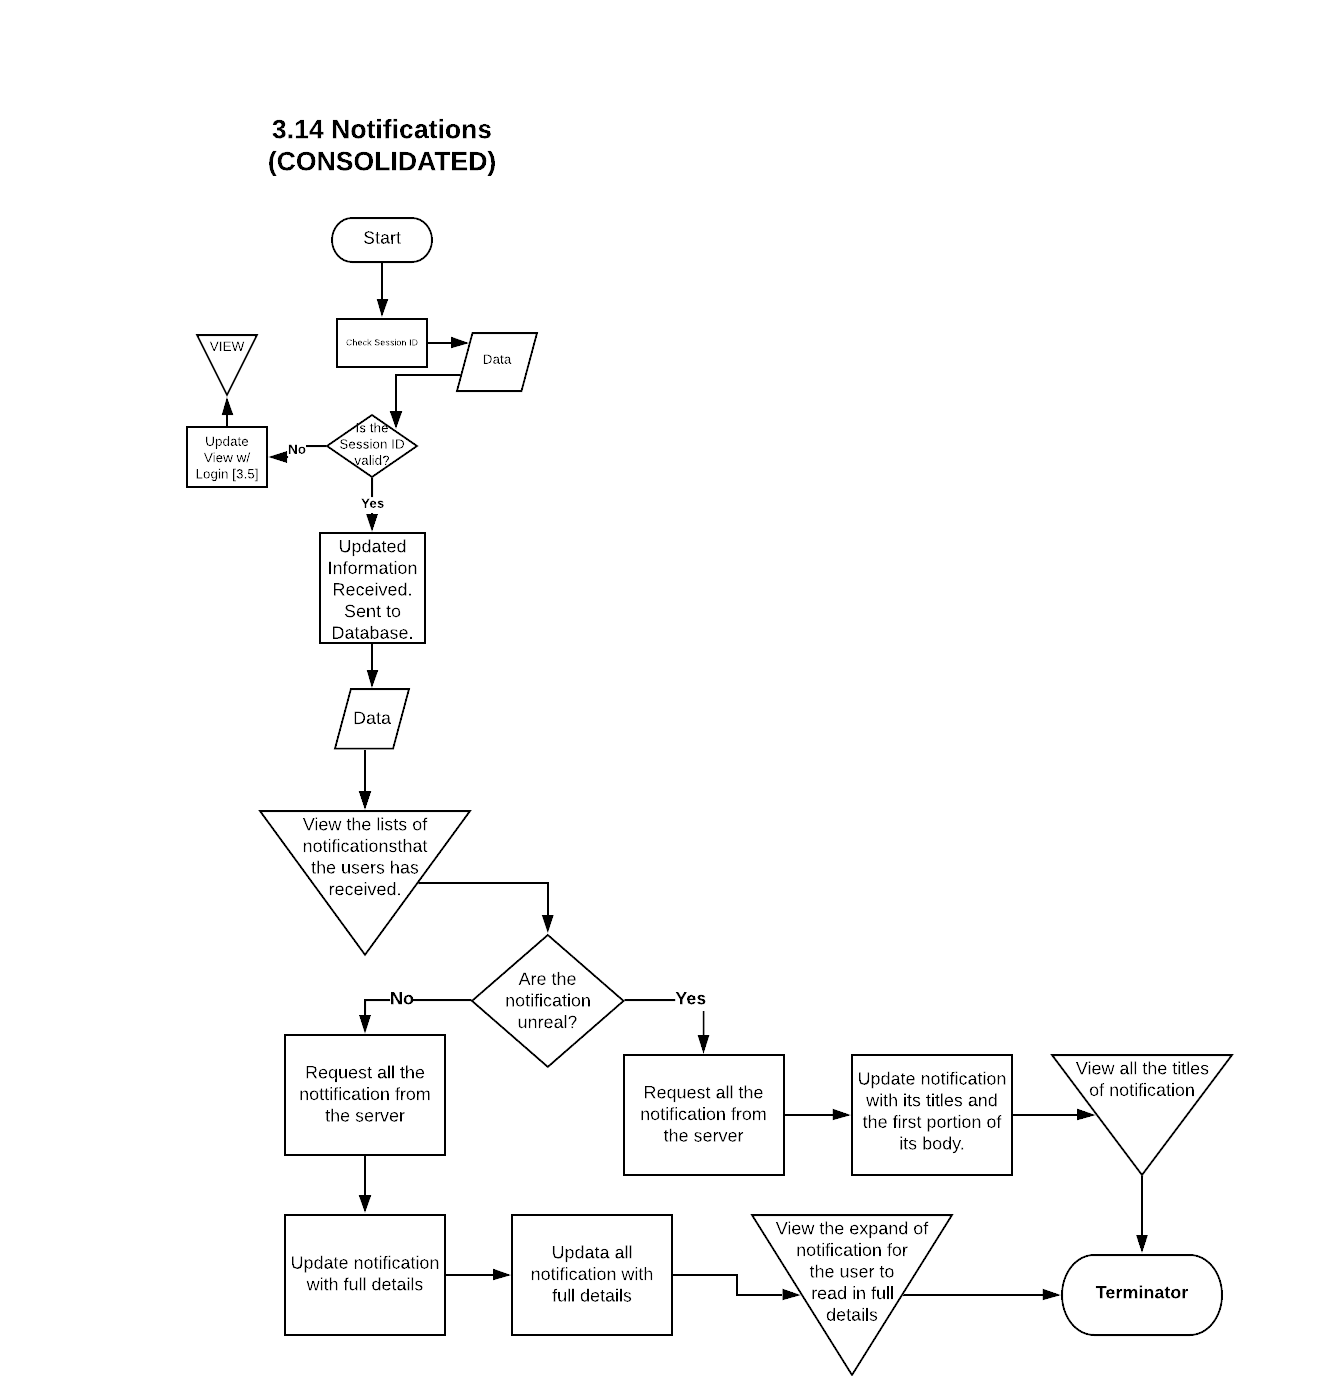 3.14 Notifications
(CONSOLIDATED)
Start
Check Session ID
Data
VIEW
Is the
Session ID
valid?
No
Update
View w/
Login [3.5]
Yes
Updated
Information
Received.
Sent to
Database.
Data
View the lists of
notificationsthat
the users has
received.
Are the
notification
unreal?
No
Yes
Request all the
nottification from
the server
Request all the
notification from
the server
Update notification
with its titles and
the first portion of
its body.
View all the titles
of notification
Update notification
with full details
Updata all
notification with
full details
View the expand of
notification for
the user to
read in full
details
Terminator